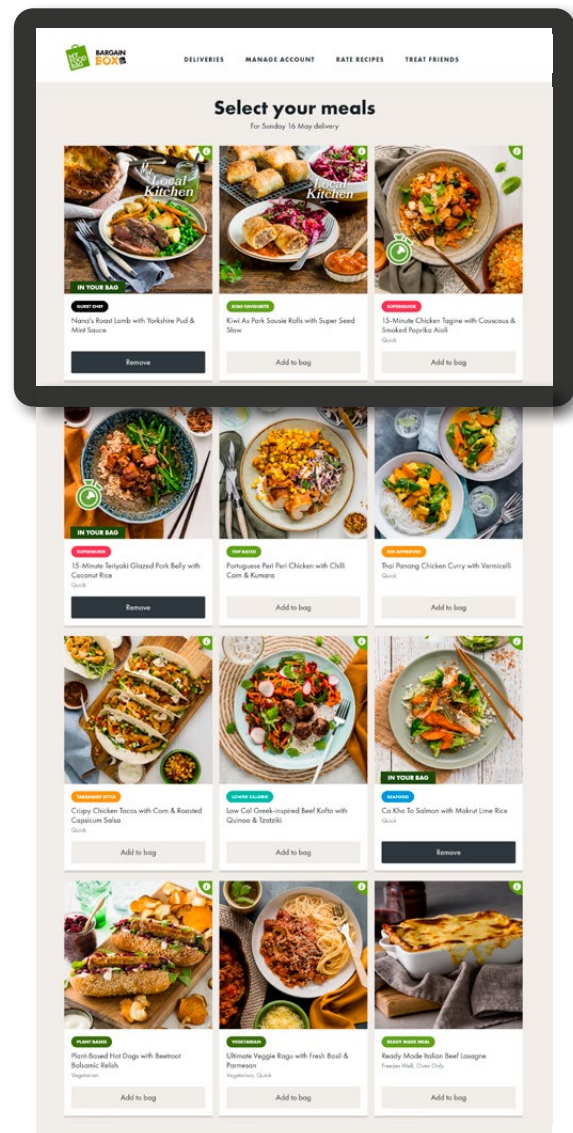 MY FOOD BAG
BARGAIN BOX
DELIVERIES MANAGE ACCOUNT RATE RECIPES TREAT FRIENDS
Select your meals
For Sunday 16 May delivery
My Local Kitchen
IN YOUR BAG
GUEST CHEF
Nana's Roast Lamb with Yorkshire Pud &
Mint Sauce
Remove
My Local Kitchen
KIWI FAVOURITE
Kiwi As Pork Sausie Rolls with Super Seed
Slaw
Add to bag
SUPERQUICK
15-Minute Chicken Tagine with Couscous &
Smoked Paprika Aioli
Quick
Add to bag
IN YOUR BAG
SUPERQUICK
15-Minute Teriyaki Glazed Pork Belly with
Coconut Rice
Quick
Remove
TOP RATED
Portuguese Peri Peri Chicken with Chilli
Corn & Kumara
Add to bag
KID APPROVED
Thai Panang Chicken Curry with Vermicelli
Quick
Add to bag
TAKEAWAY STYLE
Crispy Chicken Tacos with Corn & Roasted
Capsicum Salsa
Quick
Add to bag
LOWER CALORIE
Low Cal Greek-inspired Beef Kofta with
Quinoa & Tzatziki
Add to bag
IN YOUR BAG
SEAFOOD
Ca Kho To Salmon with Makrut Lime Rice
Quick
Remove
PLANT BASED
Plant-Based Hot Dogs with Beetroot
Balsamic Relish
Vegetarian
Add to bag
VEGETARIAN
Ultimate Veggie Ragu with Fresh Basil &
Parmesan
Vegetarian, Quick
Add to bag
READY MADE MEAL
Ready Made Italian Beef Lasagne
Freezes Well, Oven Only
Add to bag